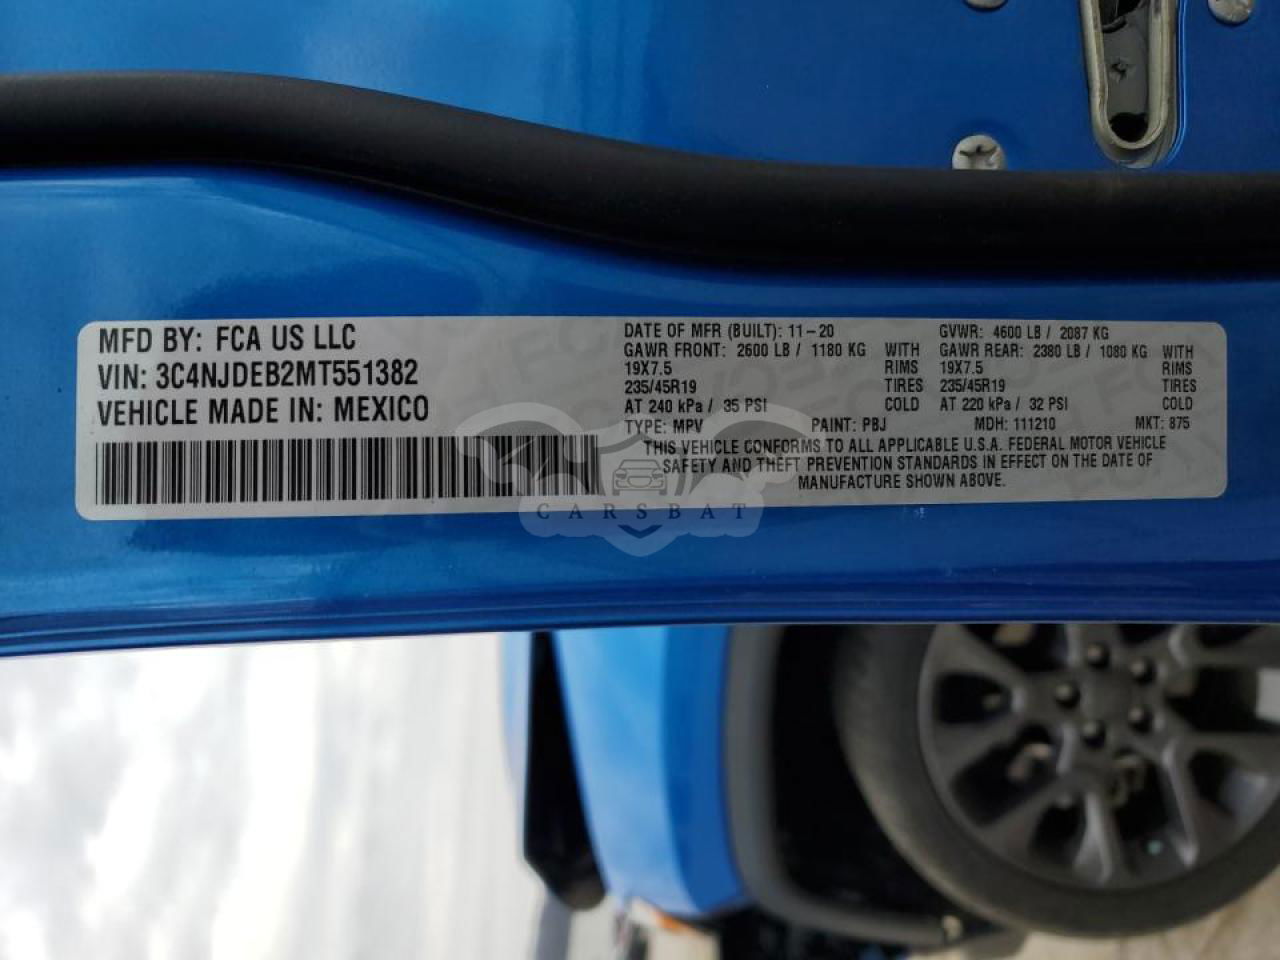 MFD BY: FCA US LLC
VIN: 3C4NJDEB2MT551382
VEHICLE MADE IN: MEXICO
DATE OF MFR (BUILT): 11-20
GAWR FRONT: 2600 LB / 1180 KG WITH
19X7.5 RIMS
235/45R19 TIRES
AT 240 kPa / 35 PSI COLD
GVWR: 4600 LB / 2087 KG
GAWR REAR: 2380 LB / 1080 KG WITH
19X7.5 RIMS
235/45R19 TIRES
AT 220 kPa / 32 PSI COLD
TYPE: MPV PAINT: PBJ MDH: 111210 MKT: 875
THIS VEHICLE CONFORMS TO ALL APPLICABLE U.S.A. FEDERAL MOTOR VEHICLE
SAFETY AND THEFT PREVENTION STANDARDS IN EFFECT ON THE DATE OF
MANUFACTURE SHOWN ABOVE.
CARSBAT